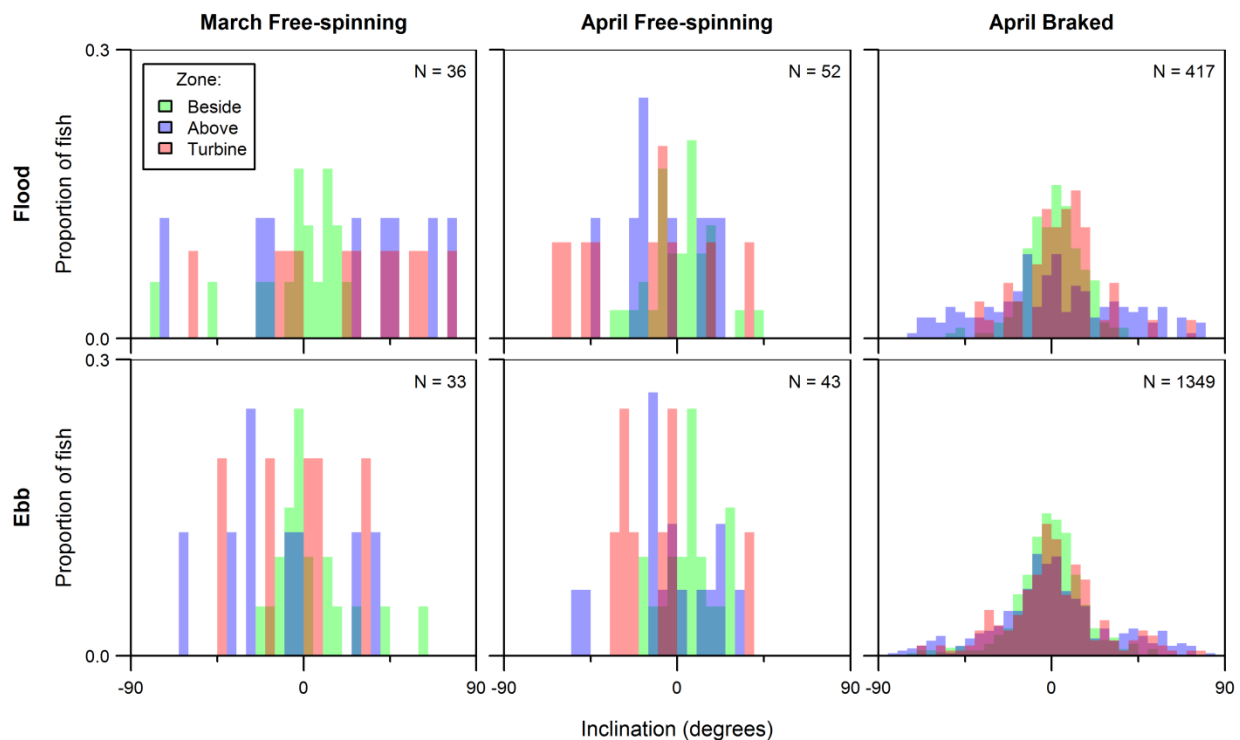 March Free-spinning
April Free-spinning
April Braked
Flood
Proportion of fish
0.3
0.0
Zone:
Beside
Above
Turbine
N = 36
N = 52
N = 417
Ebb
Proportion of fish
0.3
0.0
N = 33
N = 43
N = 1349
-90 0 90
-90 0 90
-90 0 90
Inclination (degrees)